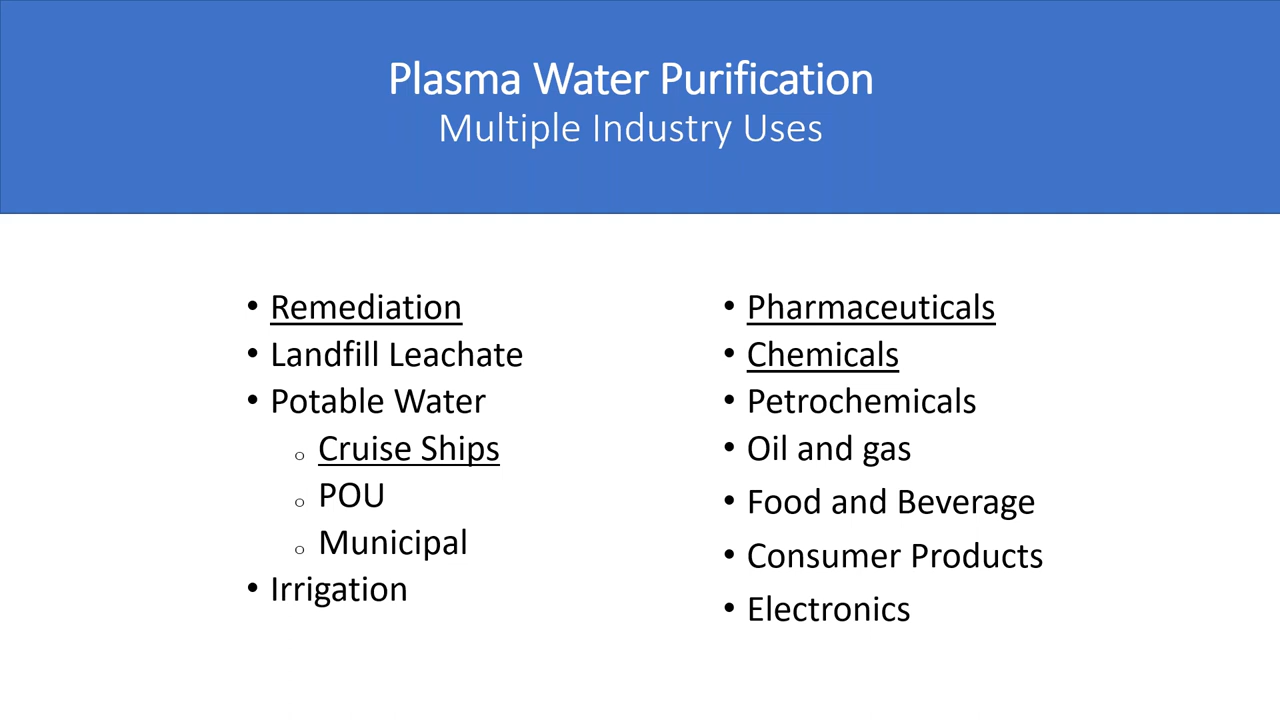 Plasma Water Purification
Multiple Industry Uses
• Remediation
• Landfill Leachate
• Potable Water
o Cruise Ships
o POU
o Municipal
• Irrigation
• Pharmaceuticals
• Chemicals
• Petrochemicals
• Oil and gas
• Food and Beverage
• Consumer Products
• Electronics